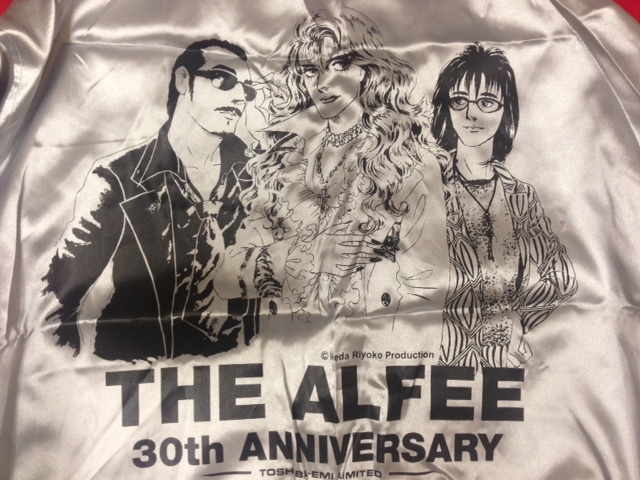 © Ikeda Riyoko Production
THE ALFEE
30th ANNIVERSARY
TOSHIBA-EMI LIMITED